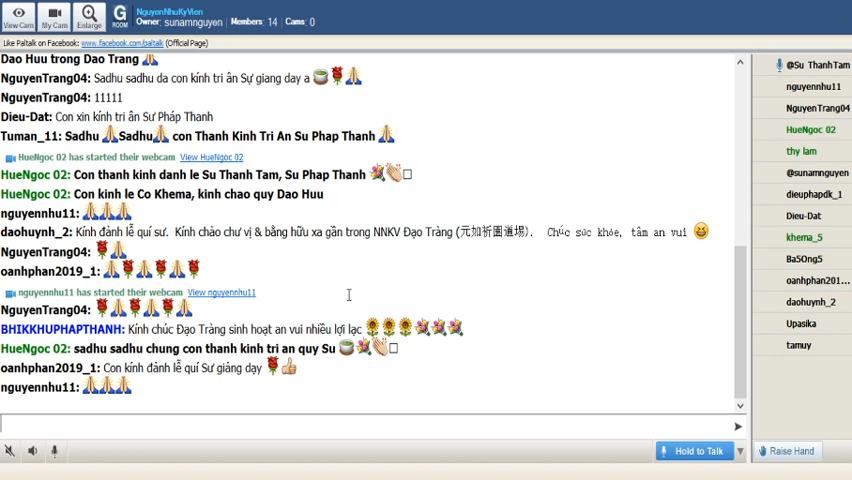 View Cam
My Cam
Enlarge
G
ROOM
NguyenNhuKyVien
Owner: sunamnguyen Members: 14 Cams: 0
Like Paltalk on Facebook: www.facebook.com/paltalk (Official Page)
Dao Huu trong Dao Trang 🙏
NguyenTrang04: Sadhu sadhu da con kính tri ân Sự giang day a 🍵🌹🙏
NguyenTrang04: 11111
Dieu-Dat: Con xin kính tri ân Sư Pháp Thanh
Tuman_11: Sadhu 🙏Sadhu🙏 con Thanh Kinh Tri An Su Phap Thanh 🙏
HueNgoc 02 has started their webcam View HueNgoc 02
HueNgoc 02: Con thanh kinh danh le Su Thanh Tam, Su Phap Thanh 💐👏□
HueNgoc 02: Con kinh le Co Khema, kinh chao quy Dao Huu
nguyennhu11: 🙏🙏🙏
daohuynh_2: Kính đảnh lễ quí sư. Kính chào chư vị & bằng hữu xa gần trong NNKV Đạo Tràng (元如祈園道場). Chúc sức khỏe, tâm an vui 😆
NguyenTrang04: 🌹🙏
oanhphan2019_1: 🙏🌹🙏🌹🙏🌹
nguyennhu11 has started their webcam View nguyennhu11
NguyenTrang04: 🌹🙏🌹🙏🌹🙏
BHIKKHUPHAPTHANH: Kính chúc Đạo Tràng sinh hoạt an vui nhiều lợi lạc 🌻🌻🌻💐💐💐
HueNgoc 02: sadhu sadhu chung con thanh kinh tri an quy Su 🍵💐👏□
oanhphan2019_1: Con kính đảnh lễ quí Sư giảng dạy 🌹👍
nguyennhu11: 🙏🙏🙏
Hold to Talk
Raise Hand
@Su ThanhTam
nguyennhu11
NguyenTrang04
HueNgoc 02
thy lam
@sunamnguyen
dieuphapdk_1
Dieu-Dat
khema_5
Ba5Ong5
oanhphan201...
daohuynh_2
Upasika
tamuy